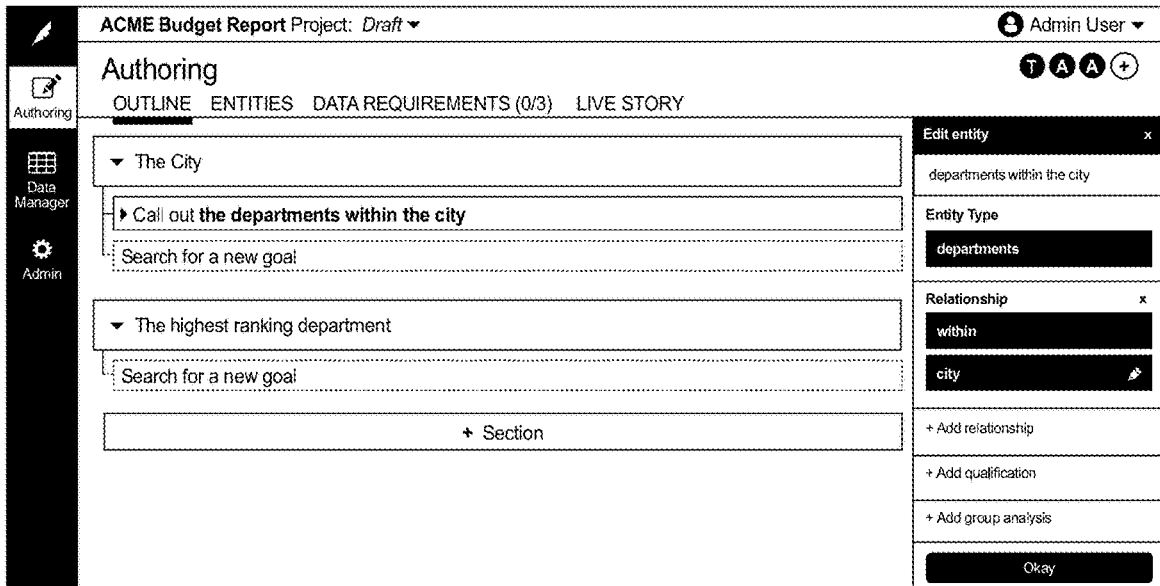 ACME Budget Report Project: Draft
Admin User
Authoring
T A A +
Authoring
OUTLINE ENTITIES DATA REQUIREMENTS (0/3) LIVE STORY
Data
Manager
Admin
The City
Call out the departments within the city
Search for a new goal
The highest ranking department
Search for a new goal
+ Section
Edit entity x
departments within the city
Entity Type
departments
Relationship x
within
city
+ Add relationship
+ Add qualification
+ Add group analysis
Okay